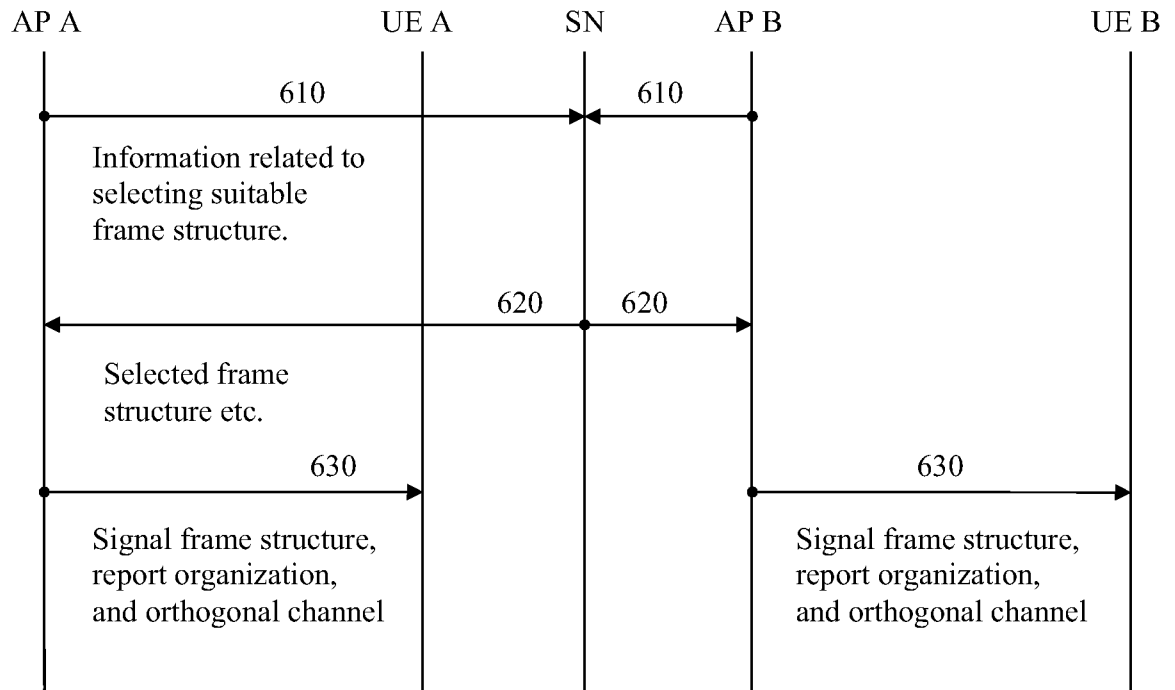 AP A
UE A
SN
AP B
UE B
610
610
Information related to
selecting suitable
frame structure.
620
620
Selected frame
structure etc.
630
630
Signal frame structure,
report organization,
and orthogonal channel
Signal frame structure,
report organization,
and orthogonal channel